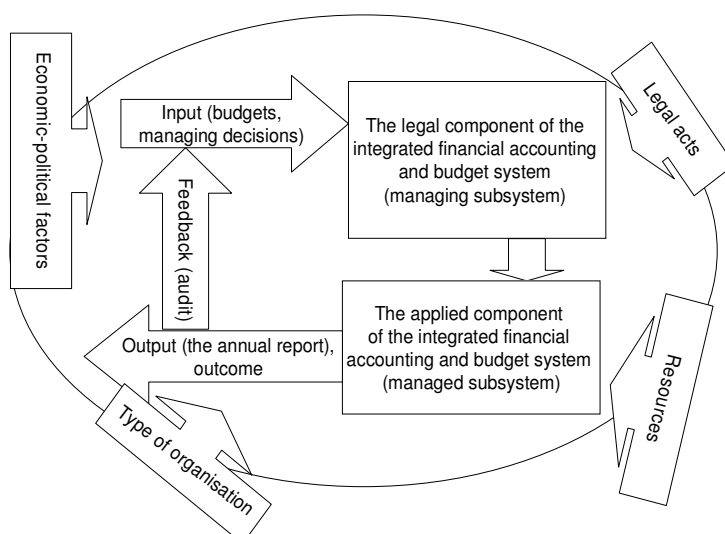 Economic-political
factors
Input (budgets,
managing decisions)
The legal component of the
integrated financial accounting
and budget system
(managing subsystem)
Legal acts
Feedback
(audit)
The applied component
of the integrated financial
accounting and budget system
(managed subsystem)
Output (the annual report),
outcome
Resources
Type of
organisation